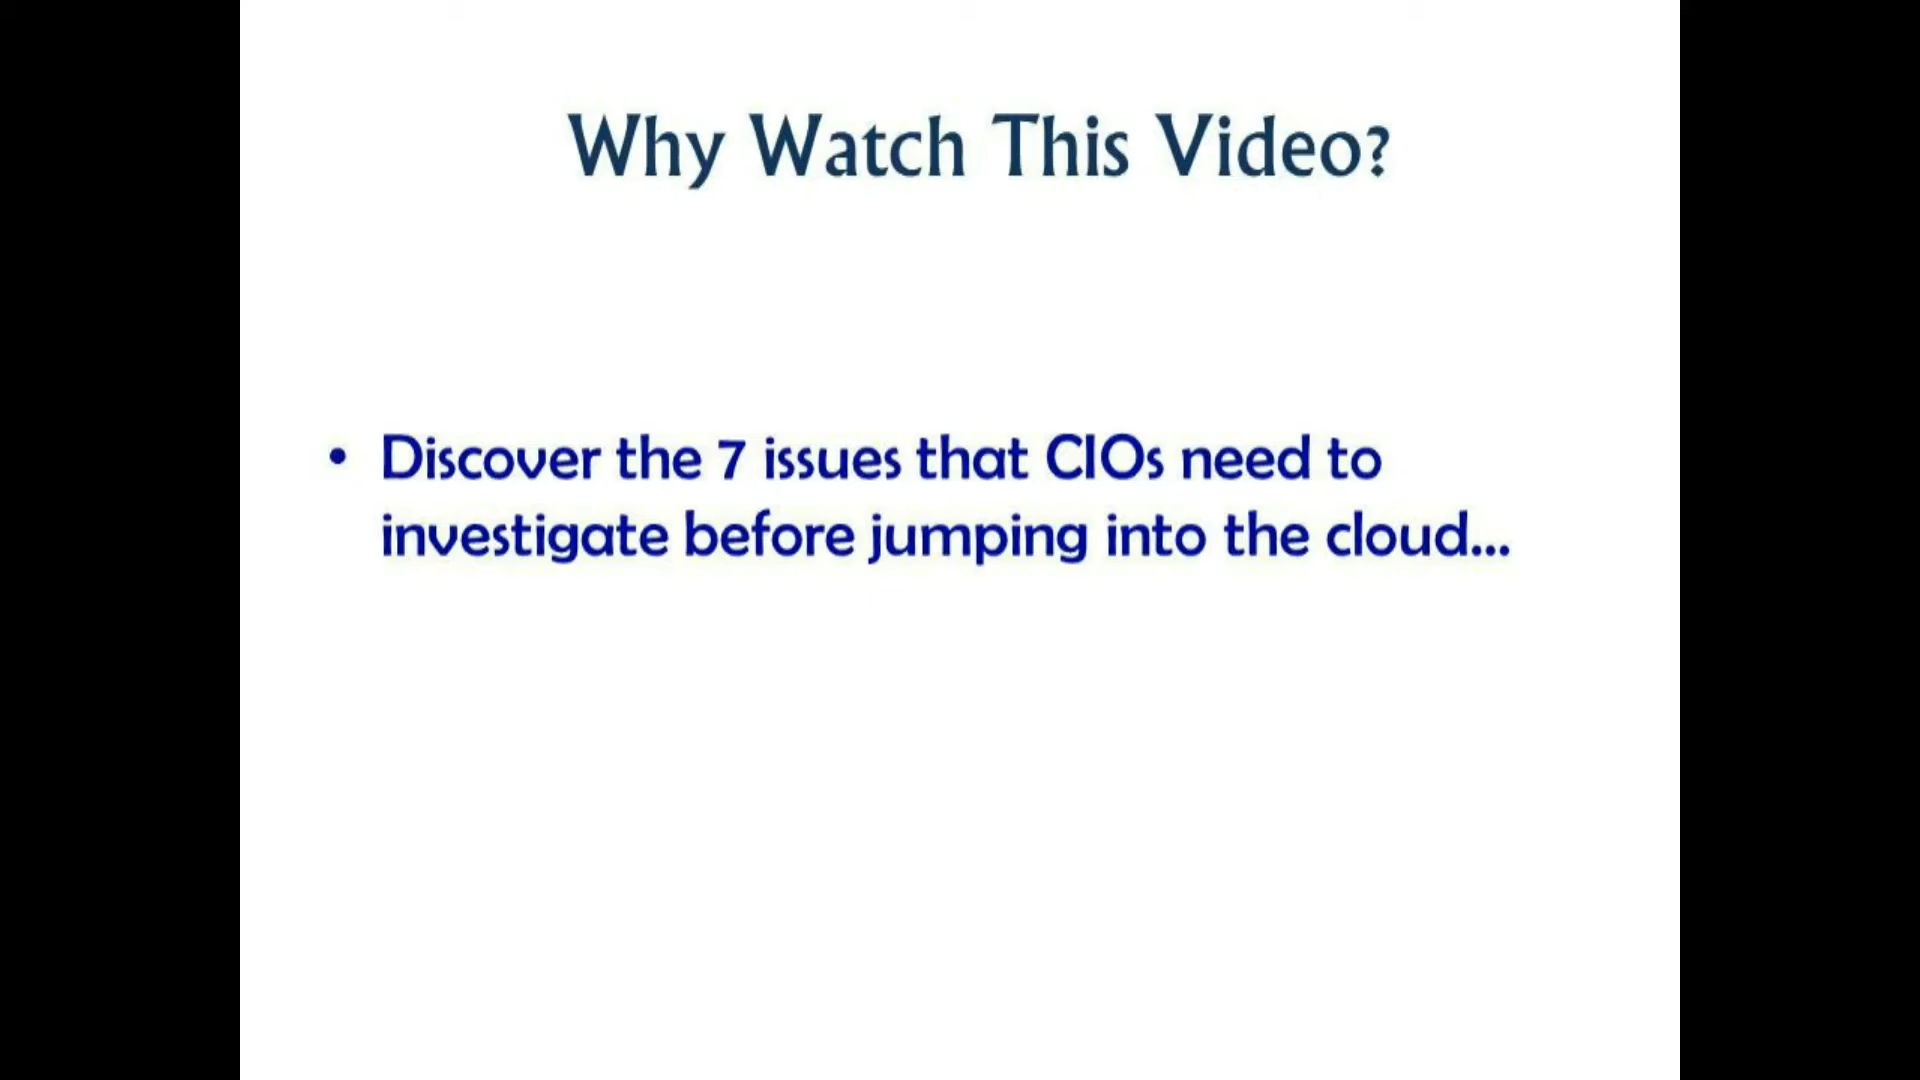 Why Watch This Video?
• Discover the 7 issues that CIOs need to
investigate before jumping into the cloud...